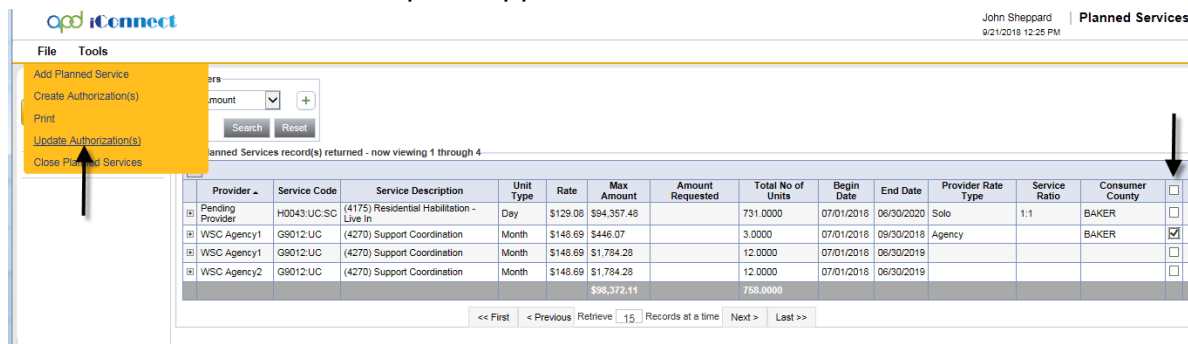 apd iConnect
John Sheppard
9/21/2018 12:25 PM
Planned Services
File Tools
Add Planned Service
Create Authorization(s)
Print
Update Authorization(s)
Close Planned Services
ers
mount
+
Search Reset
lanned Services record(s) returned - now viewing 1 through 4
Provider Service Code Service Description Unit Type Rate Max Amount Amount Requested Total No of Units Begin Date End Date Provider Rate Type Service Ratio Consumer County
Pending Provider H0043:UC:SC (4175) Residential Habilitation - Live In Day $129.08 $94,357.48 731.0000 07/01/2018 06/30/2020 Solo 1:1 BAKER
WSC Agency1 G9012:UC (4270) Support Coordination Month $148.69 $446.07 3.0000 07/01/2018 09/30/2018 Agency BAKER
WSC Agency1 G9012:UC (4270) Support Coordination Month $148.69 $1,784.28 12.0000 07/01/2018 06/30/2019
WSC Agency2 G9012:UC (4270) Support Coordination Month $148.69 $1,784.28 12.0000 07/01/2018 06/30/2019
$98,372.11 758.0000
<< First < Previous Retrieve 15 Records at a time Next > Last >>